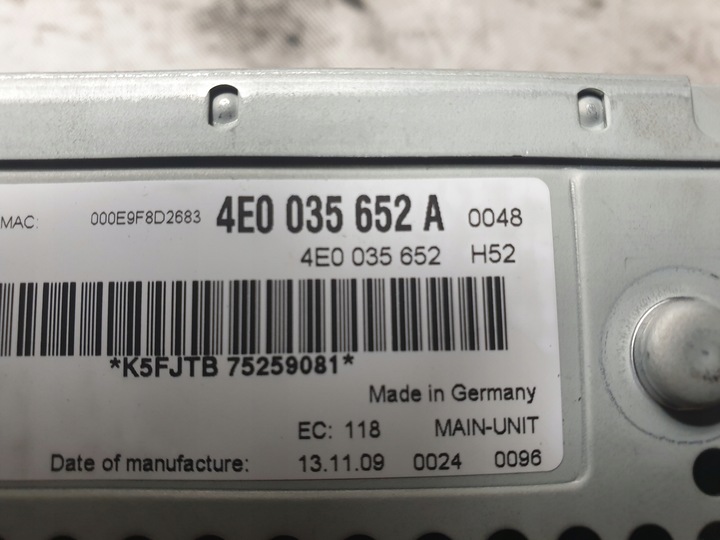 MAC: 000E9F8D2683 4E0 035 652 A 0048
4E0 035 652 H52
*K5FJTB 75259081*
Made in Germany
EC: 118 MAIN-UNIT
Date of manufacture: 13.11.09 0024 0096